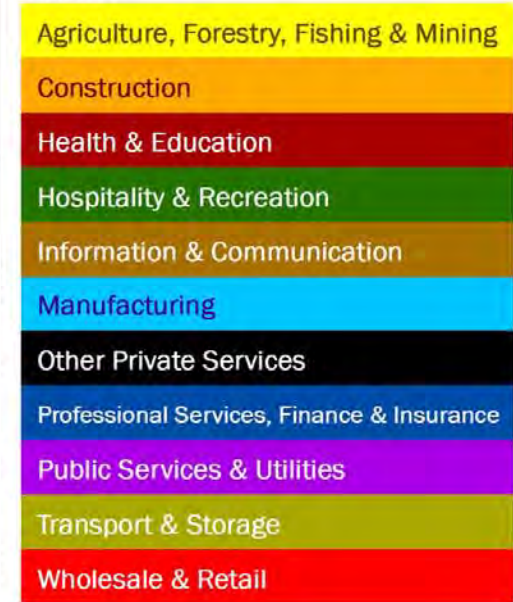 Agriculture, Forestry, Fishing & Mining
Construction
Health & Education
Hospitality & Recreation
Information & Communication
Manufacturing
Other Private Services
Professional Services, Finance & Insurance
Public Services & Utilities
Transport & Storage
Wholesale & Retail